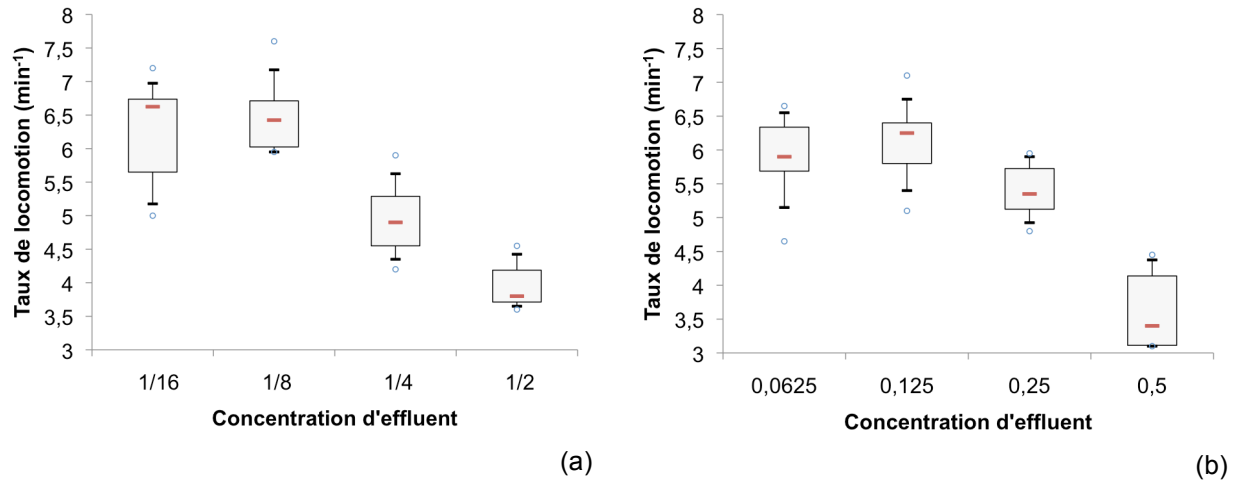 Taux de locomotion (min-1)
8
7,5
7
6,5
6
5,5
5
4,5
4
3,5
3
1/16 1/8 1/4 1/2
Concentration d'effluent
(a)
Taux de locomotion (min-1)
8
7,5
7
6,5
6
5,5
5
4,5
4
3,5
3
0,0625 0,125 0,25 0,5
Concentration d'effluent
(b)